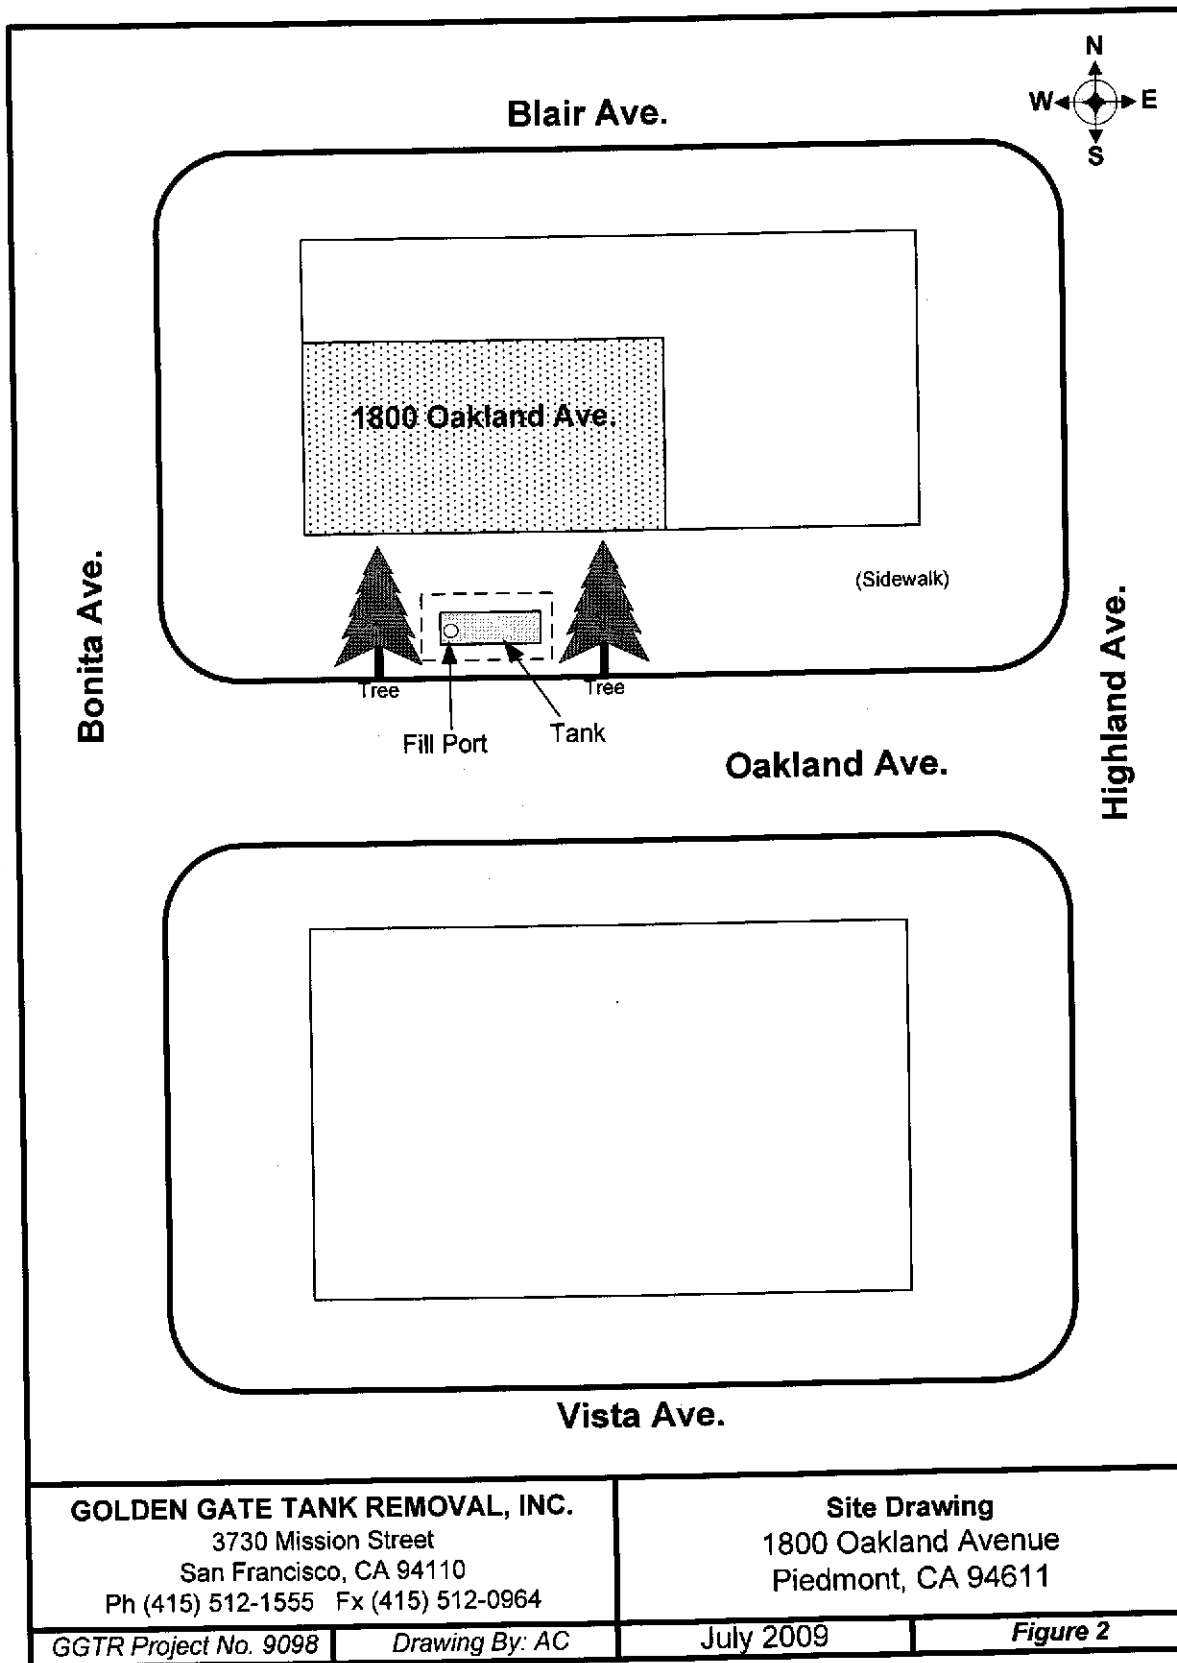 N
W E
S
Blair Ave.
1800 Oakland Ave.
(Sidewalk)
Bonita Ave.
Highland Ave.
Tree
Tree
Fill Port
Tank
Oakland Ave.
Vista Ave.
GOLDEN GATE TANK REMOVAL, INC.
3730 Mission Street
San Francisco, CA 94110
Ph (415) 512-1555 Fx (415) 512-0964
Site Drawing
1800 Oakland Avenue
Piedmont, CA 94611
GGTR Project No. 9098
Drawing By: AC
July 2009
Figure 2